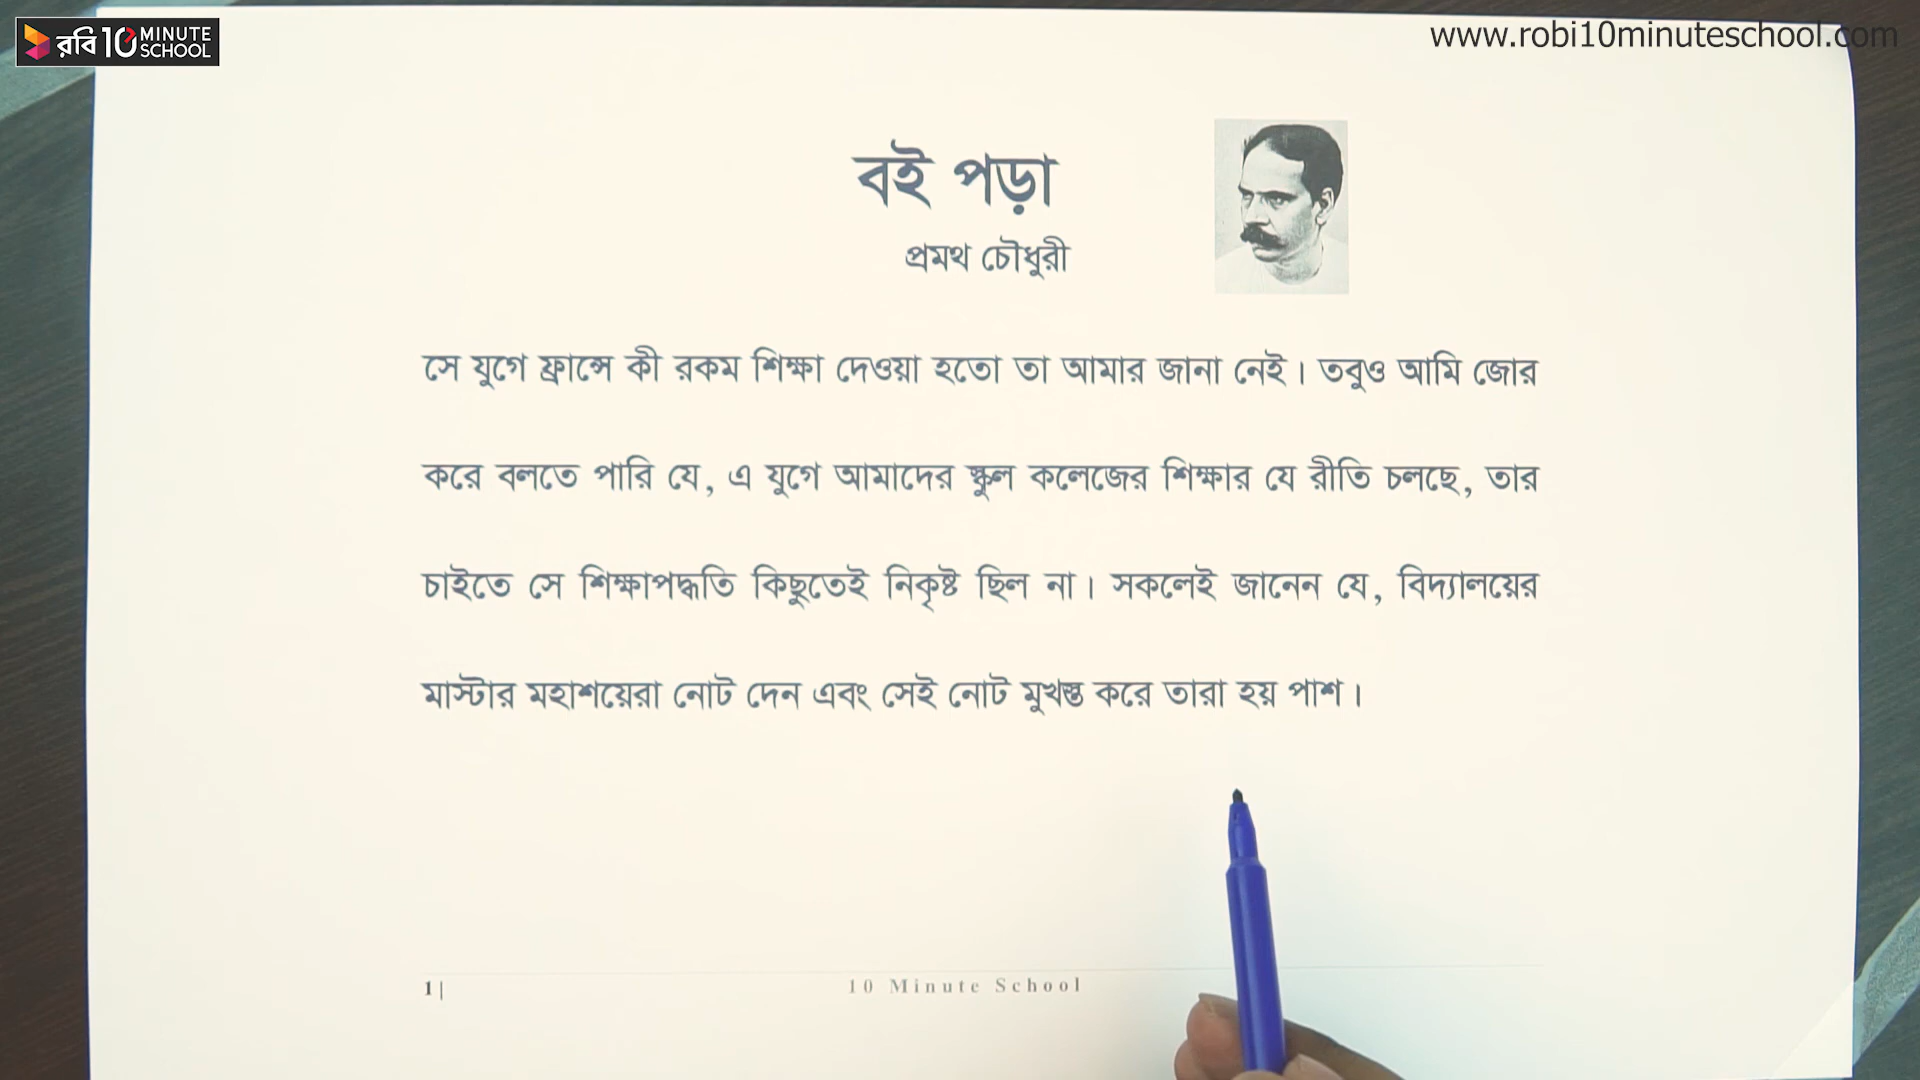 রবি 10 MINUTE SCHOOL
www.robi10minuteschool.com
বই পড়া
প্রমথ চৌধুরী
সে যুগে ফ্রান্সে কী রকম শিক্ষা দেওয়া হতো তা আমার জানা নেই। তবুও আমি জোর
করে বলতে পারি যে, এ যুগে আমাদের স্কুল কলেজের শিক্ষার যে রীতি চলছে, তার
চাইতে সে শিক্ষাপদ্ধতি কিছুতেই নিকৃষ্ট ছিল না। সকলেই জানেন যে, বিদ্যালয়ের
মাস্টার মহাশয়েরা নোট দেন এবং সেই নোট মুখস্ত করে তারা হয় পাশ।
1|
10 Minute School